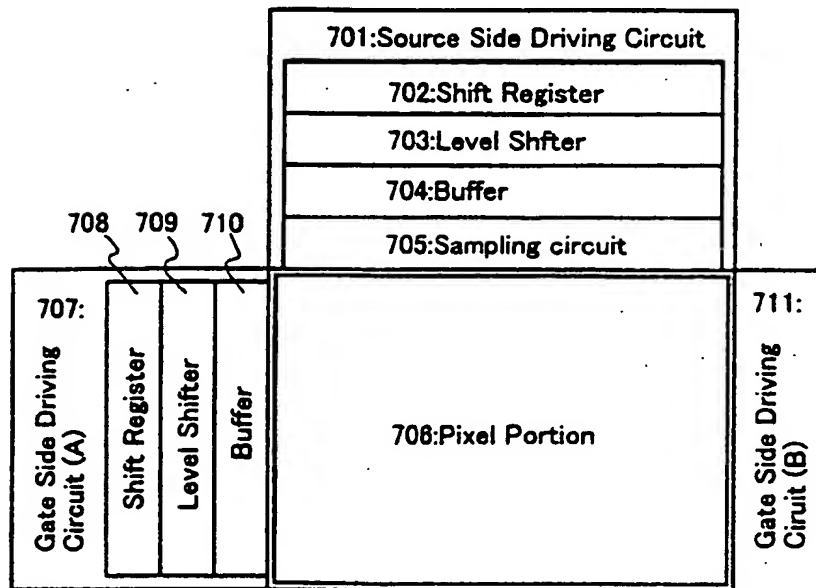 701:Source Side Driving Circuit
702:Shift Register
703:Level Shfter
704:Buffer
705:Sampling circuit
708
709
710
707:
Gate Side Driving
Circuit (A)
Shift Register
Level Shifter
Buffer
706:Pixel Portion
711:
Gate Side Driving
Ciruit (B)